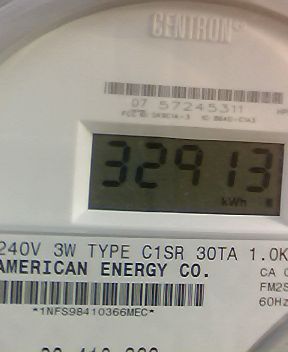 CENTRON
07 57245311
32913
kWh
240V 3W TYPE C1SR 30TA 1.0K
AMERICAN ENERGY CO. CA 0
FM2S
60Hz
*1NFS98410366MEC*